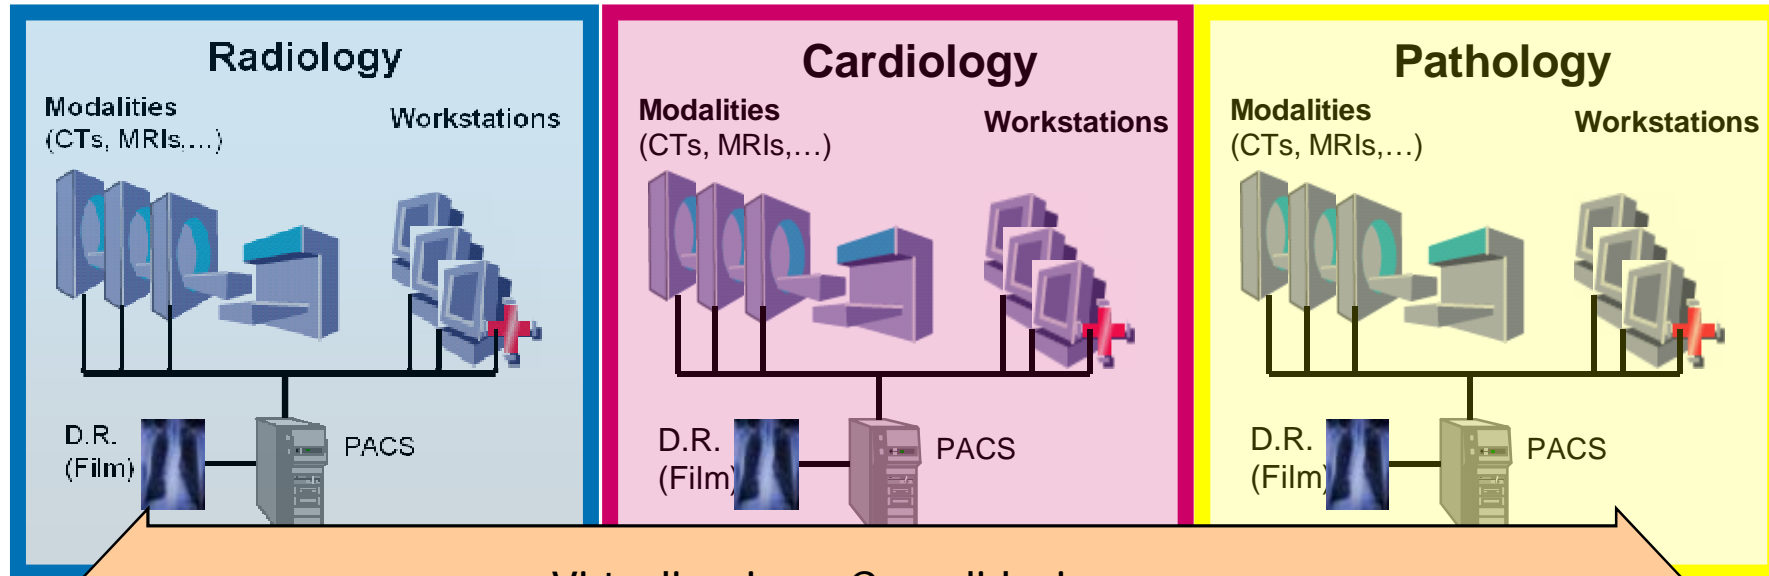 Radiology
Modalities
(CTs, MRIs,...)
Workstations
D.R.
(Film)
PACS
Cardiology
Modalities
(CTs, MRIs,…)
Workstations
D.R.
(Film)
PACS
Pathology
Modalities
(CTs, MRIs,…)
Workstations
D.R.
(Film)
PACS